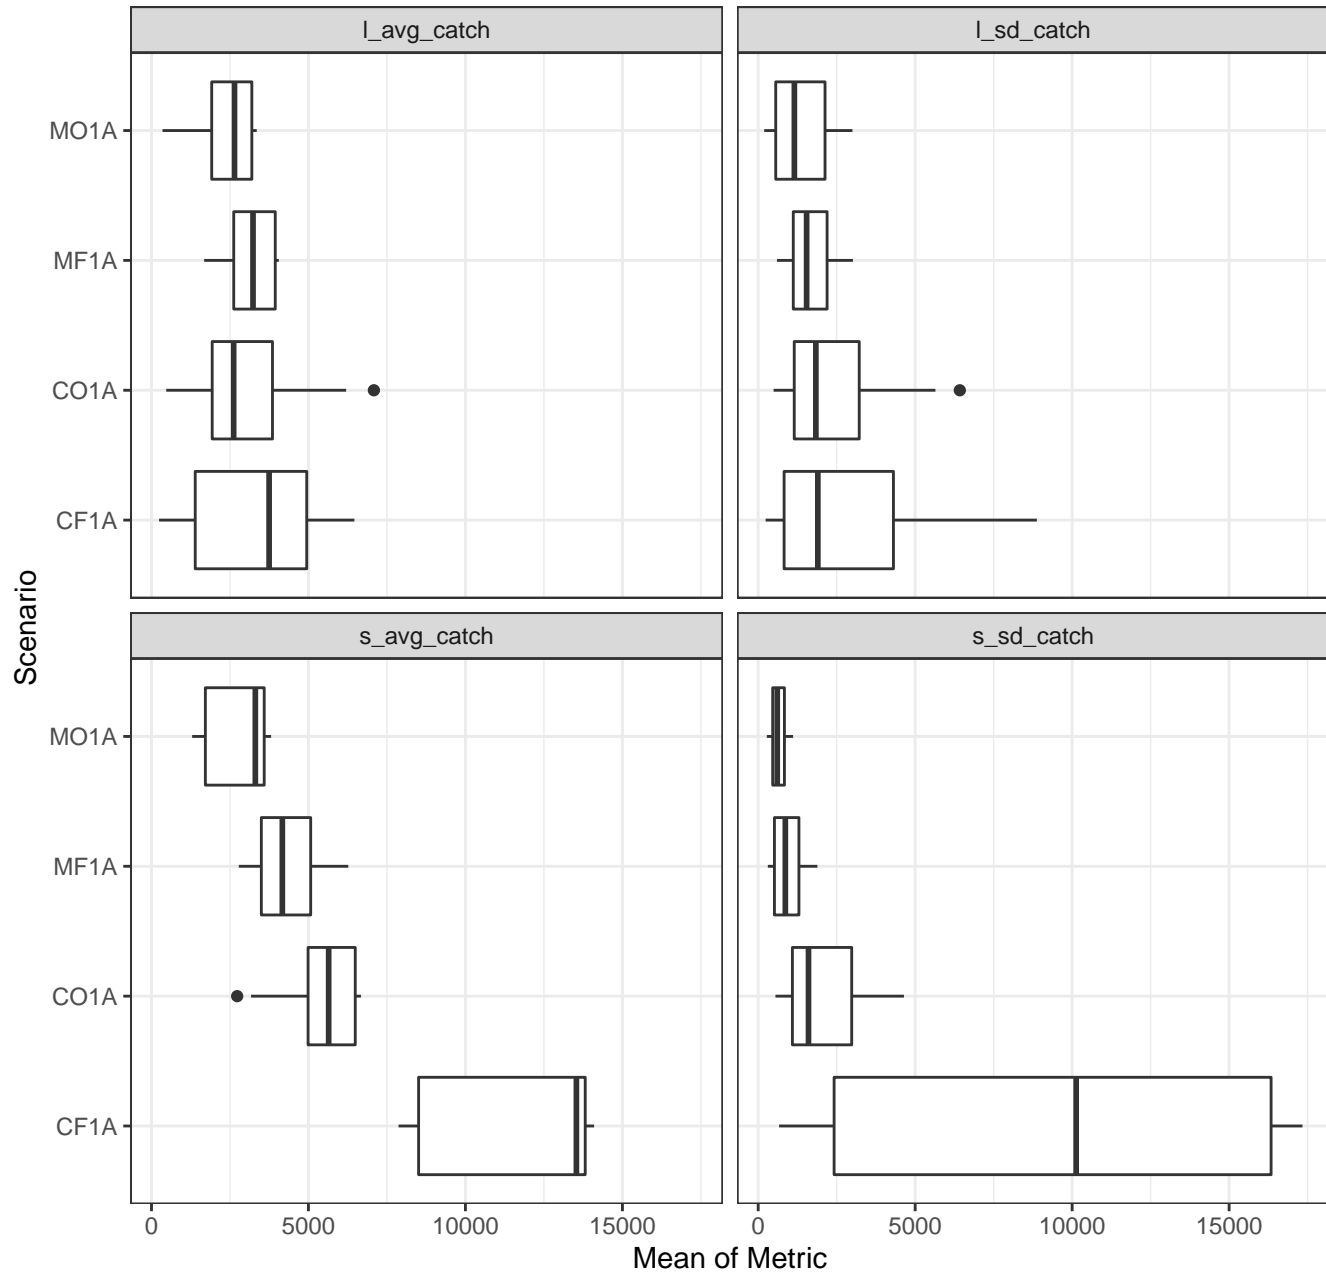 l_avg_catch
l_sd_catch
MO1A
MF1A
CO1A
CF1A
s_avg_catch
s_sd_catch
MO1A
MF1A
CO1A
CF1A
Scenario
0 5000 10000 15000
0 5000 10000 15000
Mean of Metric